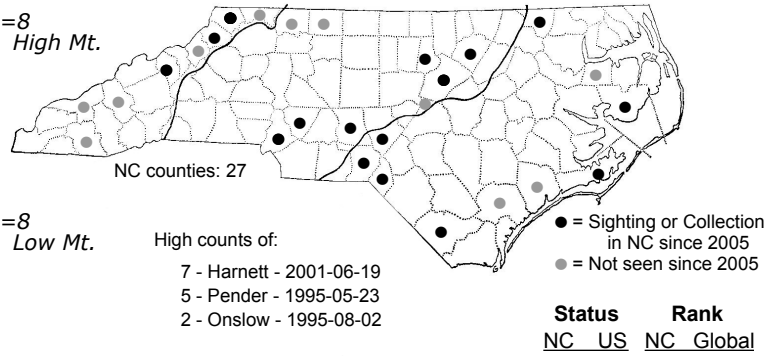 =8
High Mt.
NC counties: 27
=8
Low Mt.
High counts of:
7 - Harnett - 2001-06-19
5 - Pender - 1995-05-23
2 - Onslow - 1995-08-02
= Sighting or Collection
in NC since 2005
= Not seen since 2005
Status Rank
NC US NC Global